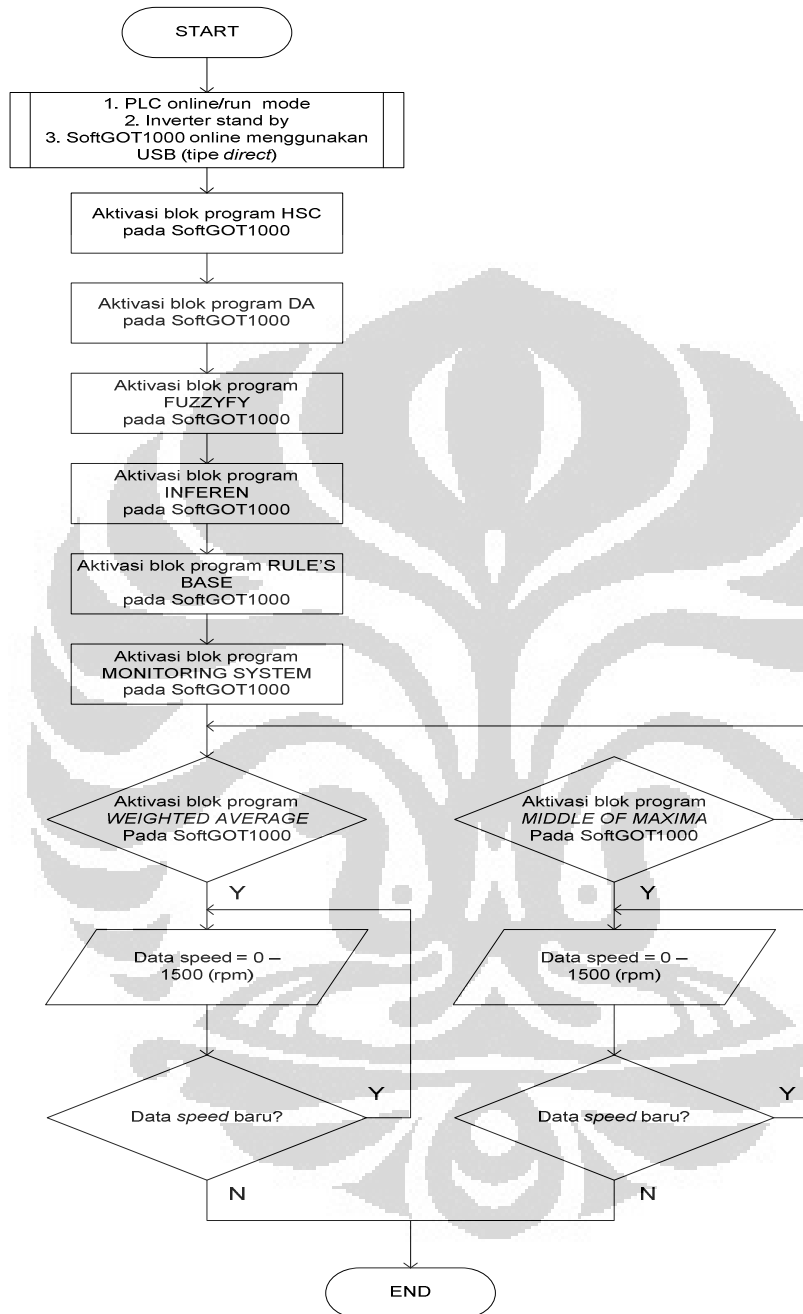 START
1. PLC online/run mode
2. Inverter stand by
3. SoftGOT1000 online menggunakan
USB (tipe direct)
Aktivasi blok program HSC
pada SoftGOT1000
Aktivasi blok program DA
pada SoftGOT1000
Aktivasi blok program
FUZZYFY
pada SoftGOT1000
Aktivasi blok program
INFEREN
pada SoftGOT1000
Aktivasi blok program RULE'S
BASE
pada SoftGOT1000
Aktivasi blok program
MONITORING SYSTEM
pada SoftGOT1000
Aktivasi blok program
WEIGHTED AVERAGE
Pada SoftGOT1000
Y
Data speed = 0 –
1500 (rpm)
Data speed baru?
Y
N
Aktivasi blok program
MIDDLE OF MAXIMA
Pada SoftGOT1000
Y
Data speed = 0 –
1500 (rpm)
Data speed baru?
Y
N
END